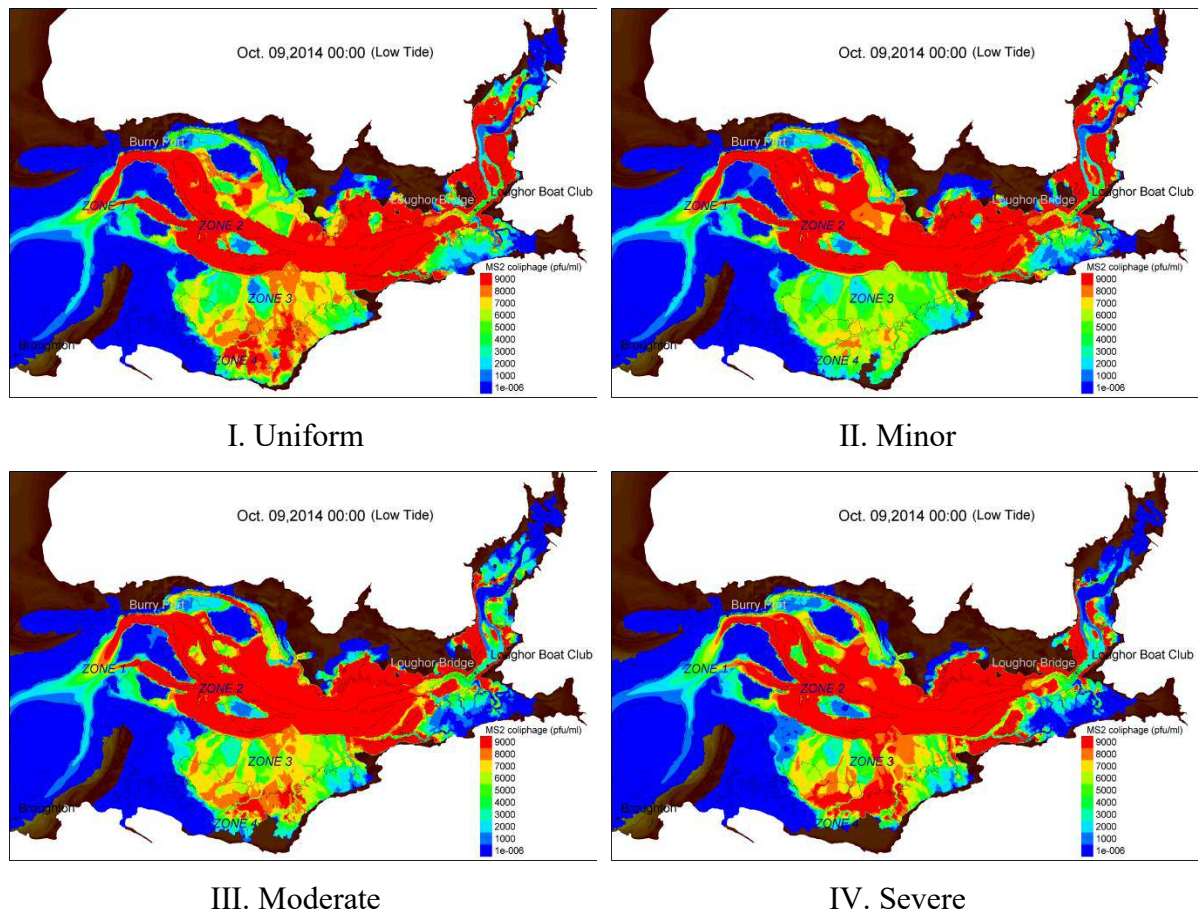 Oct. 09,2014 00:00 (Low Tide)
Burry Port
Loughor Boat Club
Loughor Bridge
ZONE 1
ZONE 2
MS2 coliphage (pfu/ml)
9000
8000
7000
6000
5000
4000
3000
2000
1000
1e-006
ZONE 3
Broughton
ZONE 4
I. Uniform
Oct. 09,2014 00:00 (Low Tide)
Burry Port
Loughor Boat Club
Loughor Bridge
ZONE 1
ZONE 2
MS2 coliphage (pfu/ml)
9000
8000
7000
6000
5000
4000
3000
2000
1000
1e-006
ZONE 3
Broughton
ZONE 4
II. Minor
Oct. 09,2014 00:00 (Low Tide)
Burry Port
Loughor Boat Club
Loughor Bridge
ZONE 1
ZONE 2
MS2 coliphage (pfu/ml)
9000
8000
7000
6000
5000
4000
3000
2000
1000
1e-006
ZONE 3
Broughton
ZONE 4
III. Moderate
Oct. 09,2014 00:00 (Low Tide)
Burry Port
Loughor Boat Club
Loughor Bridge
ZONE 1
ZONE 2
MS2 coliphage (pfu/ml)
9000
8000
7000
6000
5000
4000
3000
2000
1000
1e-006
ZONE 3
Broughton
ZONE 4
IV. Severe